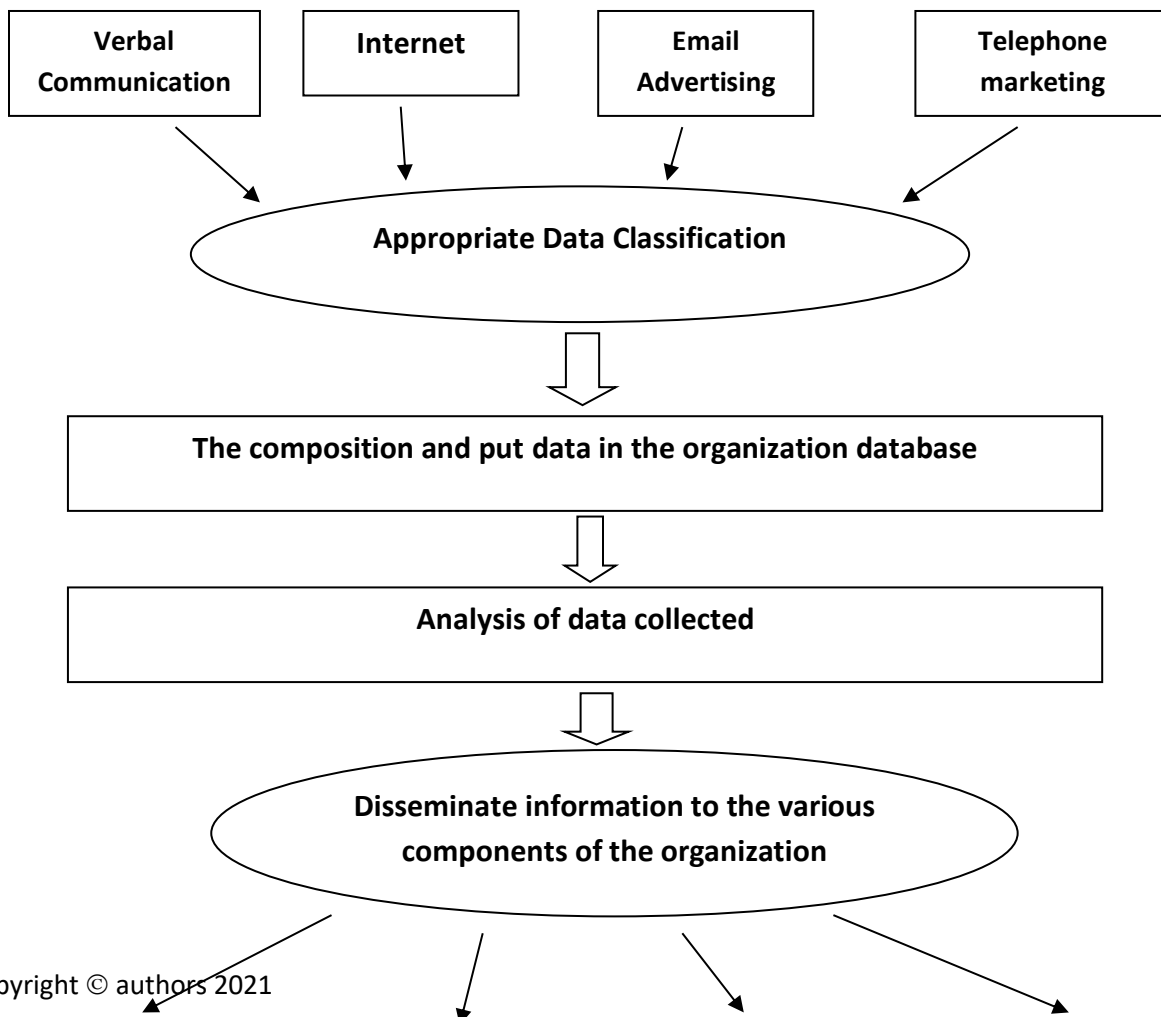 Verbal
Communication
Internet
Email
Advertising
Telephone
marketing
Appropriate Data Classification
The composition and put data in the organization database
Analysis of data collected
Disseminate information to the various
components of the organization
pyright © authors 2021